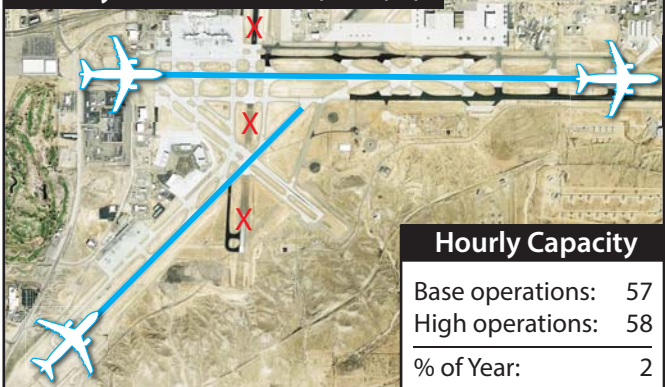 X
X
X
Hourly Capacity
Base operations: 57
High operations: 58
% of Year: 2